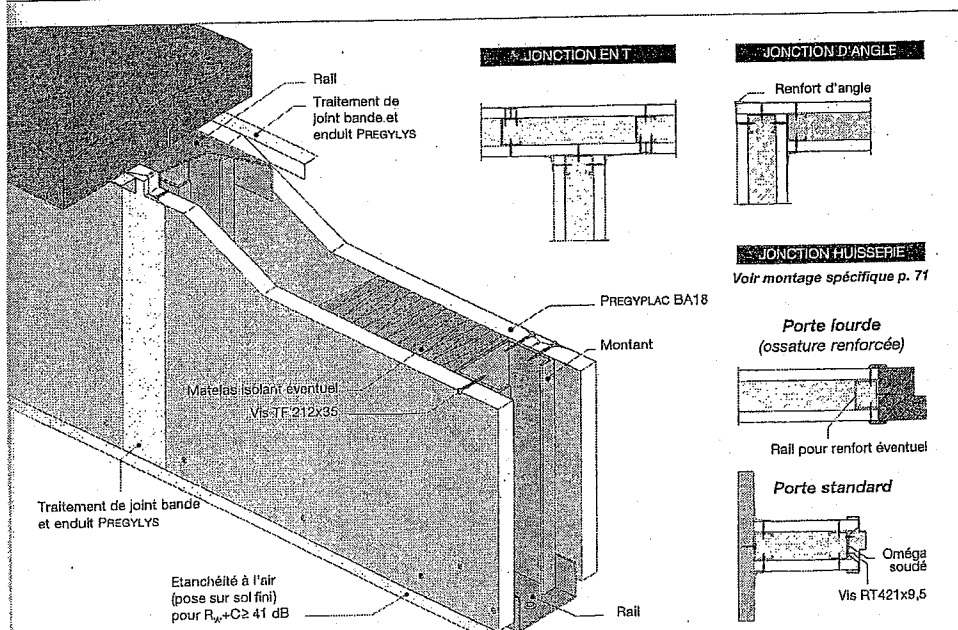 Rail
Traitement de
joint bande et
enduit PREGYLYS
PREGYPLAC BA18
Montant
Matelas isolant éventuel
Vis TF 212x35
Traitement de joint bande
et enduit PREGYLYS
Etanchéité à l'air
(pose sur sol fini)
pour Rw+C≥ 41 dB
Rail
JONCTION EN T
JONCTION D'ANGLE
Renfort d'angle
JONCTION HUISSERIE
Voir montage spécifique p. 71
Porte lourde
(ossature renforcée)
Rail pour renfort éventuel
Porte standard
Oméga
soudé
Vis RT421x9,5